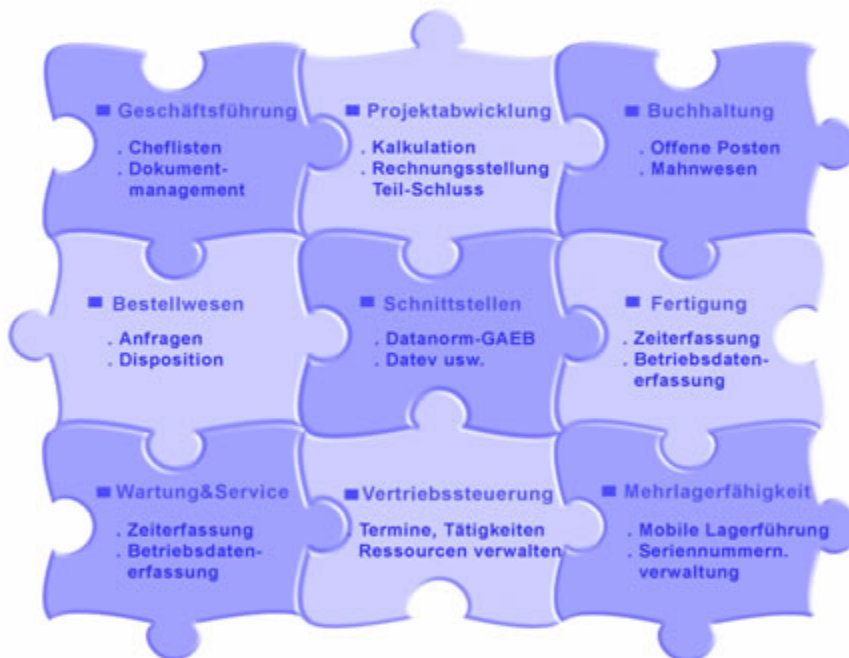 ■ Geschäftsführung
. Cheflisten
. Dokument-
management
■ Projektabwicklung
. Kalkulation
. Rechnungsstellung
Teil-Schluss
■ Buchhaltung
. Offene Posten
. Mahnwesen
■ Bestellwesen
. Anfragen
. Disposition
■ Schnittstellen
. Datanorm-GAEB
. Datev usw.
■ Fertigung
. Zeiterfassung
. Betriebsdaten-
erfassung
■ Wartung&Service
. Zeiterfassung
. Betriebsdaten-
erfassung
■ Vertriebssteuerung
. Termine, Tätigkeiten
Ressourcen verwalten
■ Mehrlagerfähigkeit
. Mobile Lagerführung
. Seriennummern.
verwaltung